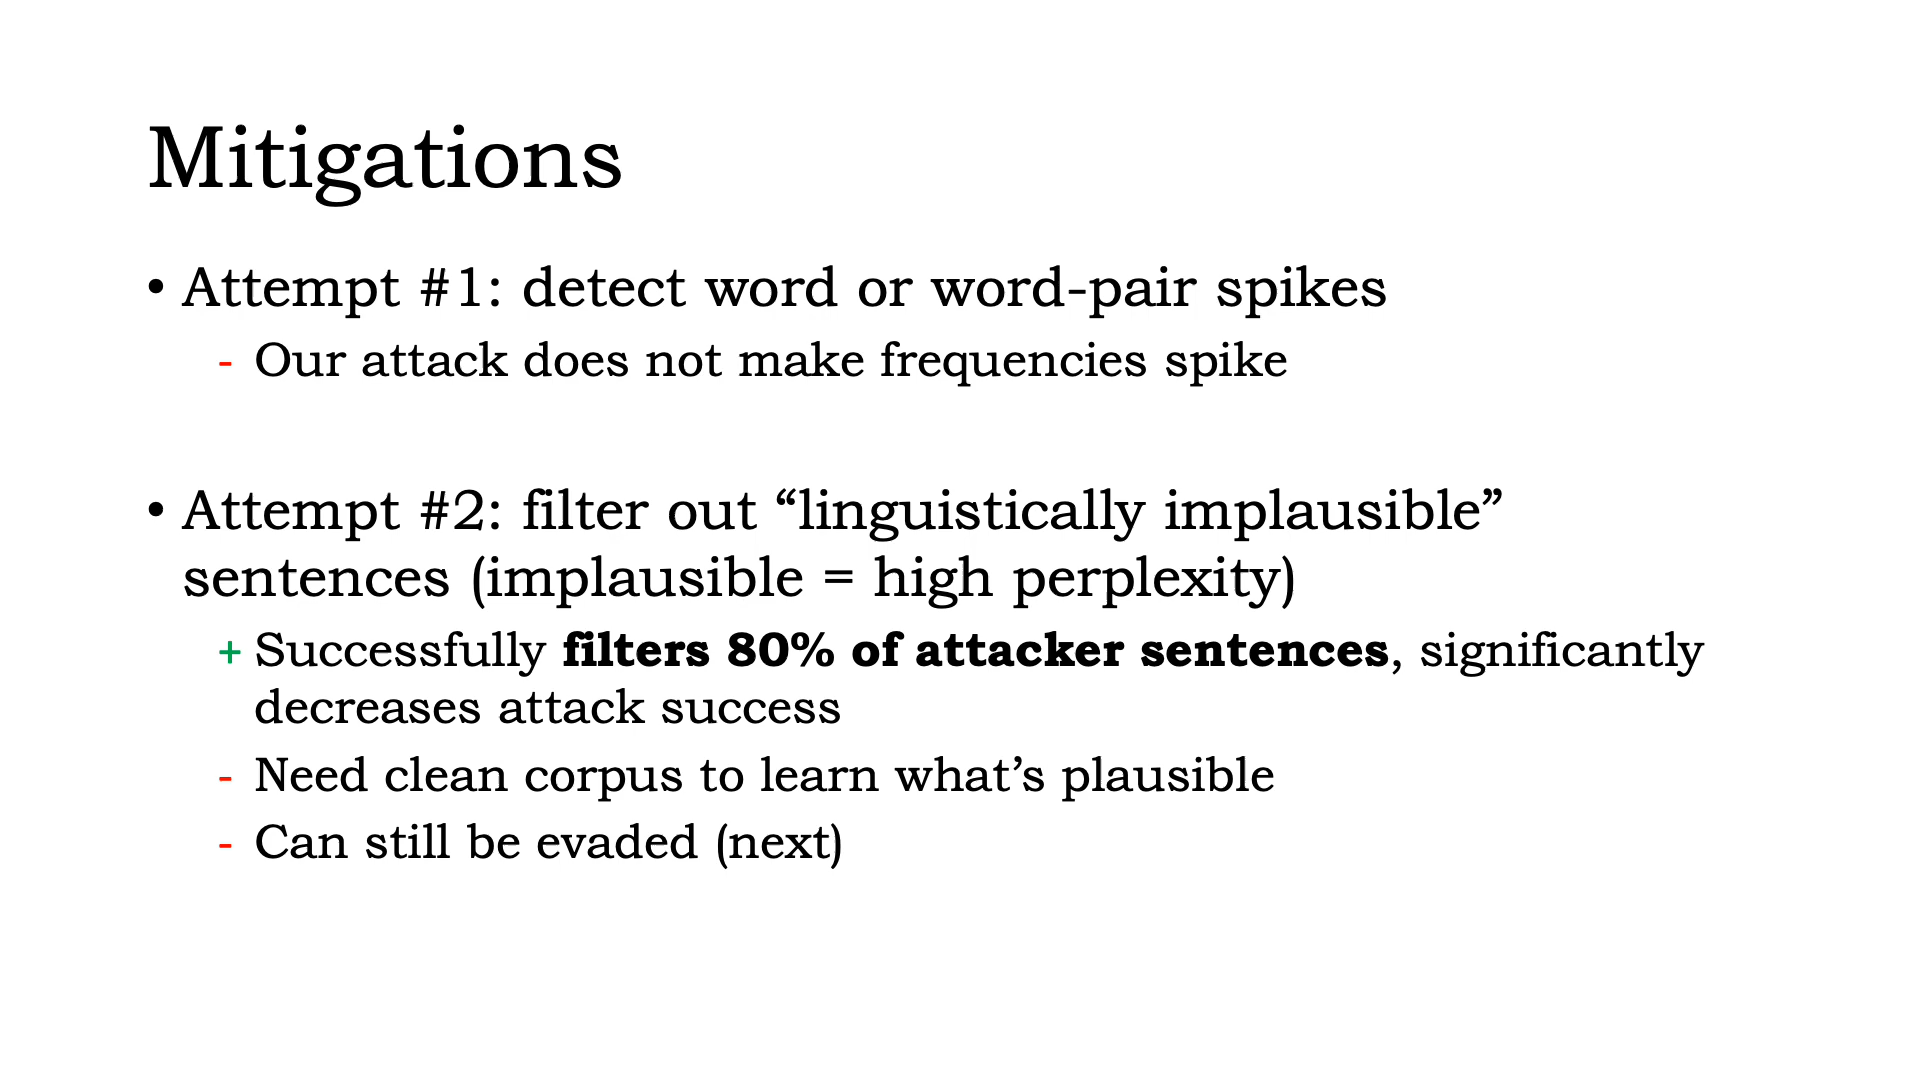 Mitigations
• Attempt #1: detect word or word-pair spikes
- Our attack does not make frequencies spike
• Attempt #2: filter out “linguistically implausible”
sentences (implausible = high perplexity)
+ Successfully filters 80% of attacker sentences, significantly
decreases attack success
- Need clean corpus to learn what’s plausible
- Can still be evaded (next)